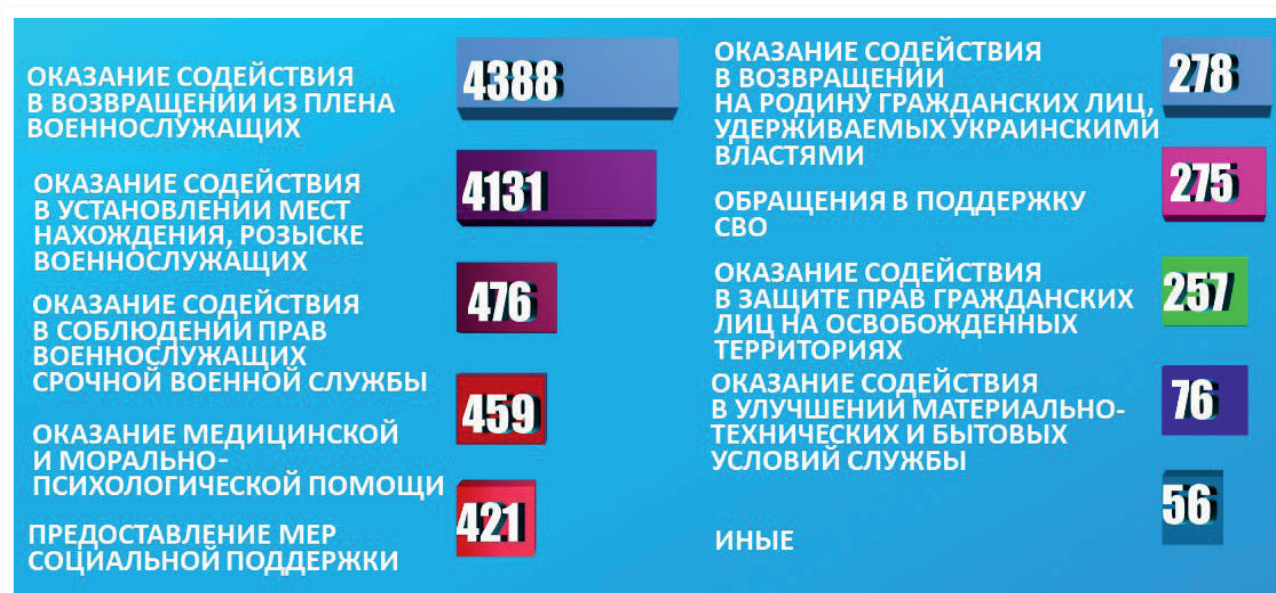 ОКАЗАНИЕ СОДЕЙСТВИЯ
В ВОЗВРАЩЕНИИ ИЗ ПЛЕНА
ВОЕННОСЛУЖАЩИХ
4388
ОКАЗАНИЕ СОДЕЙСТВИЯ
В УСТАНОВЛЕНИИ МЕСТ
НАХОЖДЕНИЯ, РОЗЫСКЕ
ВОЕННОСЛУЖАЩИХ
4131
ОКАЗАНИЕ СОДЕЙСТВИЯ
В СОБЛЮДЕНИИ ПРАВ
ВОЕННОСЛУЖАЩИХ
СРОЧНОЙ ВОЕННОЙ СЛУЖБЫ
476
ОКАЗАНИЕ МЕДИЦИНСКОЙ
И МОРАЛЬНО-
ПСИХОЛОГИЧЕСКОЙ ПОМОЩИ
459
ПРЕДОСТАВЛЕНИЕ МЕР
СОЦИАЛЬНОЙ ПОДДЕРЖКИ
421
ОКАЗАНИЕ СОДЕЙСТВИЯ
В ВОЗВРАЩЕНИИ
НА РОДИНУ ГРАЖДАНСКИХ ЛИЦ,
УДЕРЖИВАЕМЫХ УКРАИНСКИМИ
ВЛАСТЯМИ
278
ОБРАЩЕНИЯ В ПОДДЕРЖКУ
СВО
275
ОКАЗАНИЕ СОДЕЙСТВИЯ
В ЗАЩИТЕ ПРАВ ГРАЖДАНСКИХ
ЛИЦ НА ОСВОБОЖДЕННЫХ
ТЕРРИТОРИЯХ
257
ОКАЗАНИЕ СОДЕЙСТВИЯ
В УЛУЧШЕНИИ МАТЕРИАЛЬНО-
ТЕХНИЧЕСКИХ И БЫТОВЫХ
УСЛОВИЙ СЛУЖБЫ
76
ИНЫЕ
56